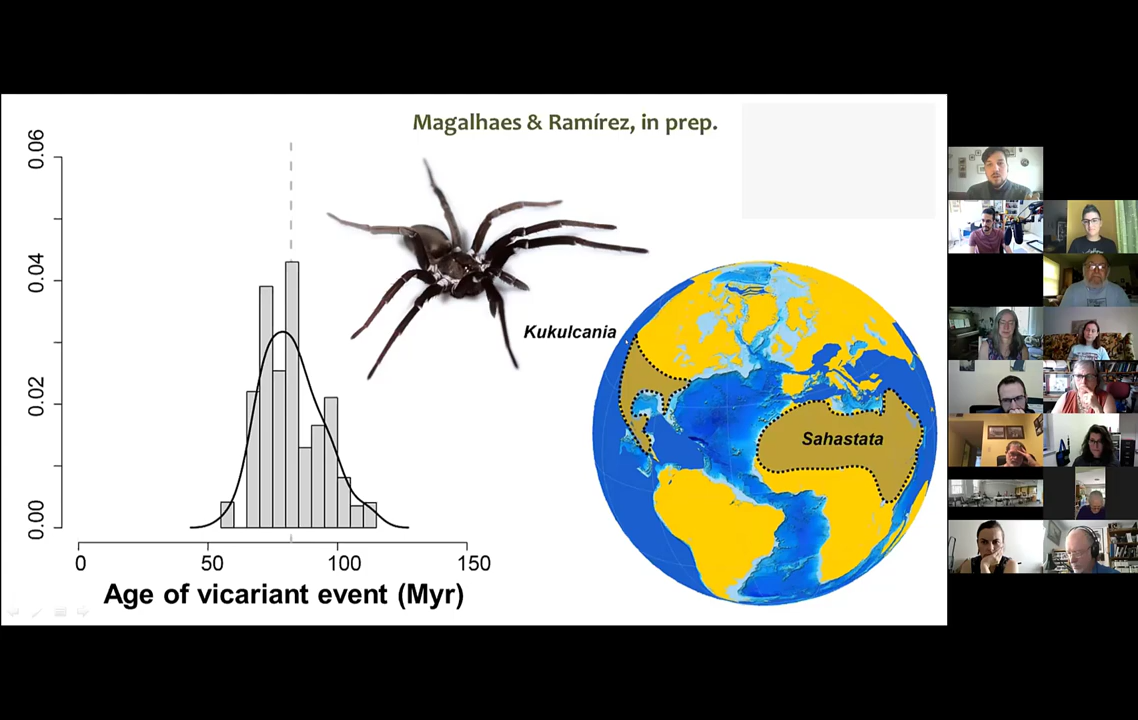 Magalhaes & Ramírez, in prep.
0.06
0.04
0.02
0.00
Kukulcania
Sahastata
0
50
100
150
Age of vicariant event (Myr)